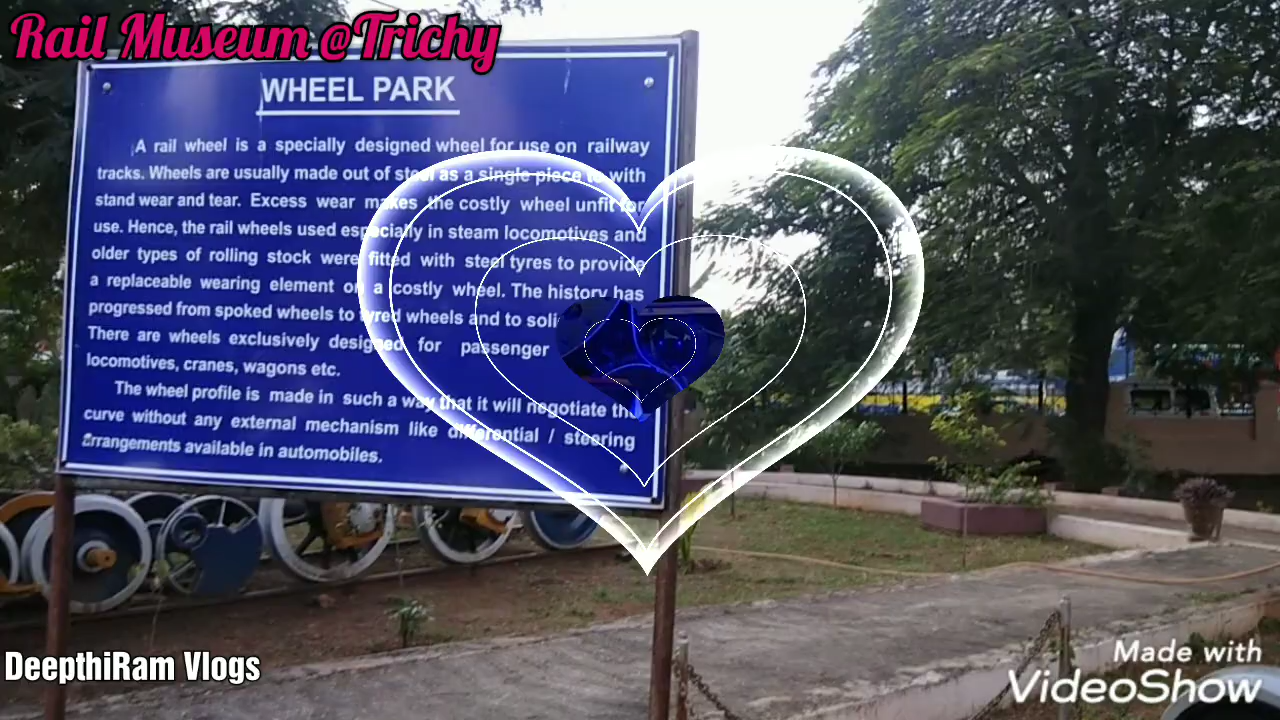 Rail Museum @Trichy
WHEEL PARK
A rail wheel is a specially designed wheel for use on railway
tracks. Wheels are usually made out of steel as a single piece to with
stand wear and tear. Excess wear makes the costly wheel unfit for
use. Hence, the rail wheels used especially in steam locomotives and
older types of rolling stock were fitted with steel tyres to provide
a replaceable wearing element on a costly wheel. The history has
progressed from spoked wheels to tyred wheels and to soli
There are wheels exclusively designed for passenger
locomotives, cranes, wagons etc.
The wheel profile is made in such a way that it will negotiate the
curve without any external mechanism like differential / steering
arrangements available in automobiles.
DeepthiRam Vlogs
Made with
VideoShow